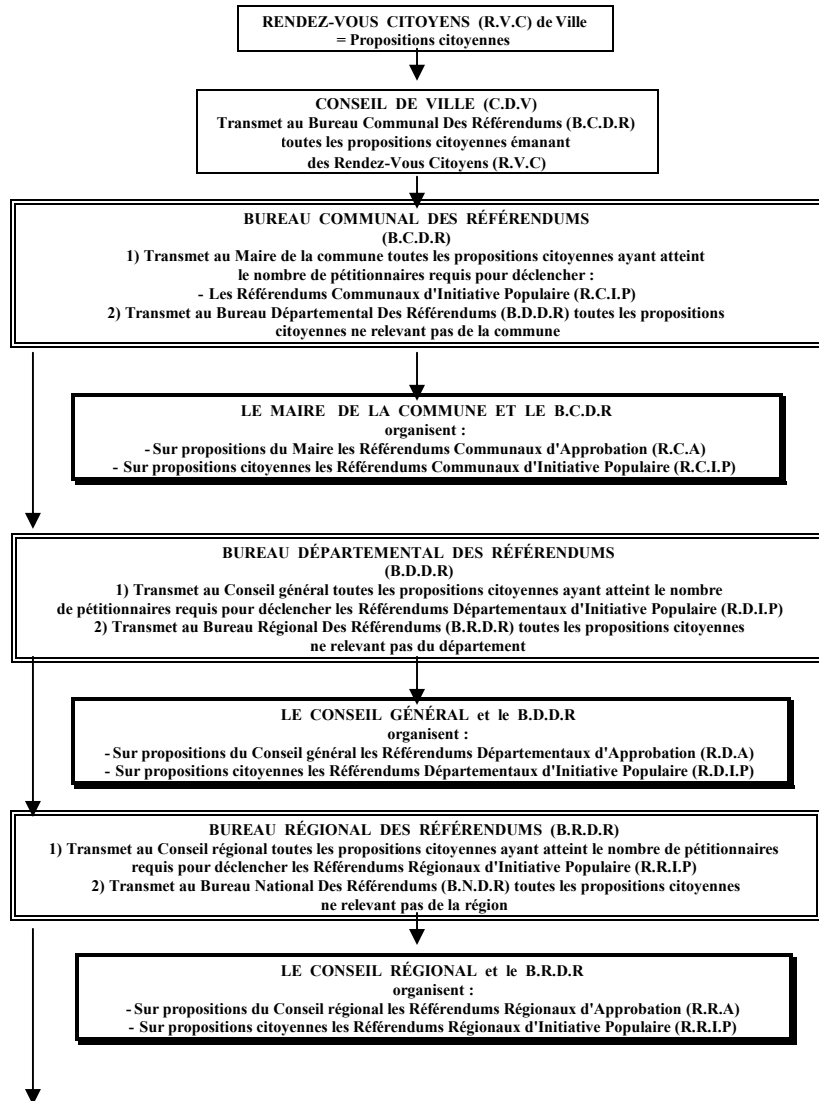 RENDEZ-VOUS CITOYENS (R.V.C) de Ville
= Propositions citoyennes
CONSEIL DE VILLE (C.D.V)
Transmet au Bureau Communal Des Référendums (B.C.D.R)
toutes les propositions citoyennes émanant
des Rendez-Vous Citoyens (R.V.C)
BUREAU COMMUNAL DES RÉFÉRENDUMS
(B.C.D.R)
1) Transmet au Maire de la commune toutes les propositions citoyennes ayant atteint
le nombre de pétitionnaires requis pour déclencher :
- Les Référendums Communaux d'Initiative Populaire (R.C.I.P)
2) Transmet au Bureau Départemental Des Référendums (B.D.D.R) toutes les propositions
citoyennes ne relevant pas de la commune
LE MAIRE DE LA COMMUNE ET LE B.C.D.R
organisent :
- Sur propositions du Maire les Référendums Communaux d'Approbation (R.C.A)
- Sur propositions citoyennes les Référendums Communaux d'Initiative Populaire (R.C.I.P)
BUREAU DÉPARTEMENTAL DES RÉFÉRENDUMS
(B.D.D.R)
1) Transmet au Conseil général toutes les propositions citoyennes ayant atteint le nombre
de pétitionnaires requis pour déclencher les Référendums Départementaux d'Initiative Populaire (R.D.I.P)
2) Transmet au Bureau Régional Des Référendums (B.R.D.R) toutes les propositions citoyennes
ne relevant pas du département
LE CONSEIL GÉNÉRAL et le B.D.D.R
organisent :
- Sur propositions du Conseil général les Référendums Départementaux d'Approbation (R.D.A)
- Sur propositions citoyennes les Référendums Départementaux d'Initiative Populaire (R.D.I.P)
BUREAU RÉGIONAL DES RÉFÉRENDUMS (B.R.D.R)
1) Transmet au Conseil régional toutes les propositions citoyennes ayant atteint le nombre de pétitionnaires
requis pour déclencher les Référendums Régionaux d'Initiative Populaire (R.R.I.P)
2) Transmet au Bureau National Des Référendums (B.N.D.R) toutes les propositions citoyennes
ne relevant pas de la région
LE CONSEIL RÉGIONAL et le B.R.D.R
organisent :
- Sur propositions du Conseil régional les Référendums Régionaux d'Approbation (R.R.A)
- Sur propositions citoyennes les Référendums Régionaux d'Initiative Populaire (R.R.I.P)